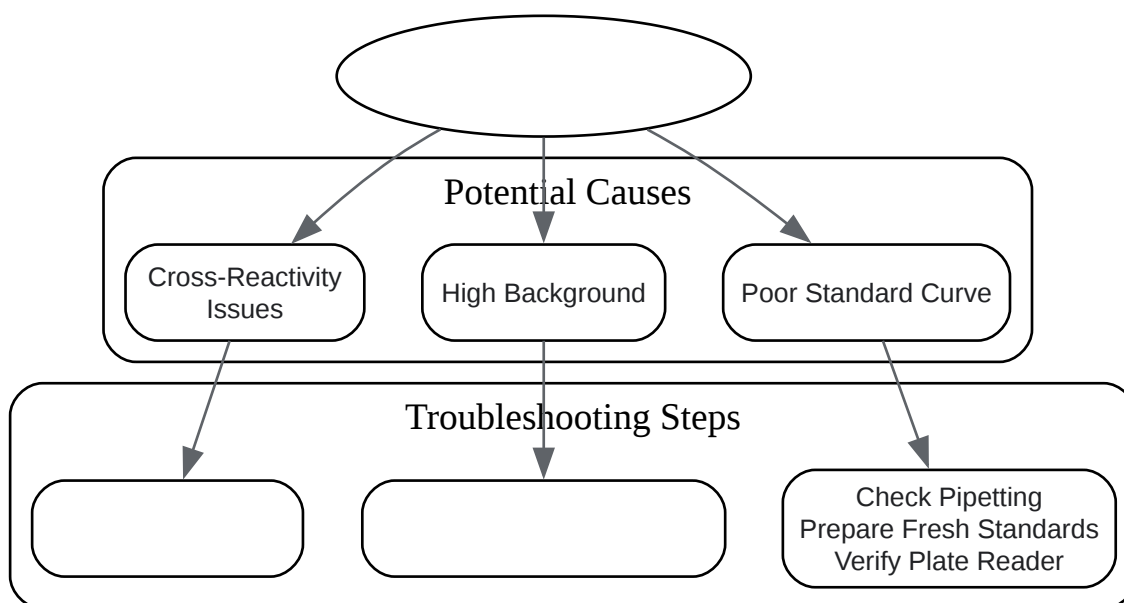 Potential Causes
Cross-Reactivity
Issues
High Background
Poor Standard Curve
Troubleshooting Steps
Check Pipetting
Prepare Fresh Standards
Verify Plate Reader